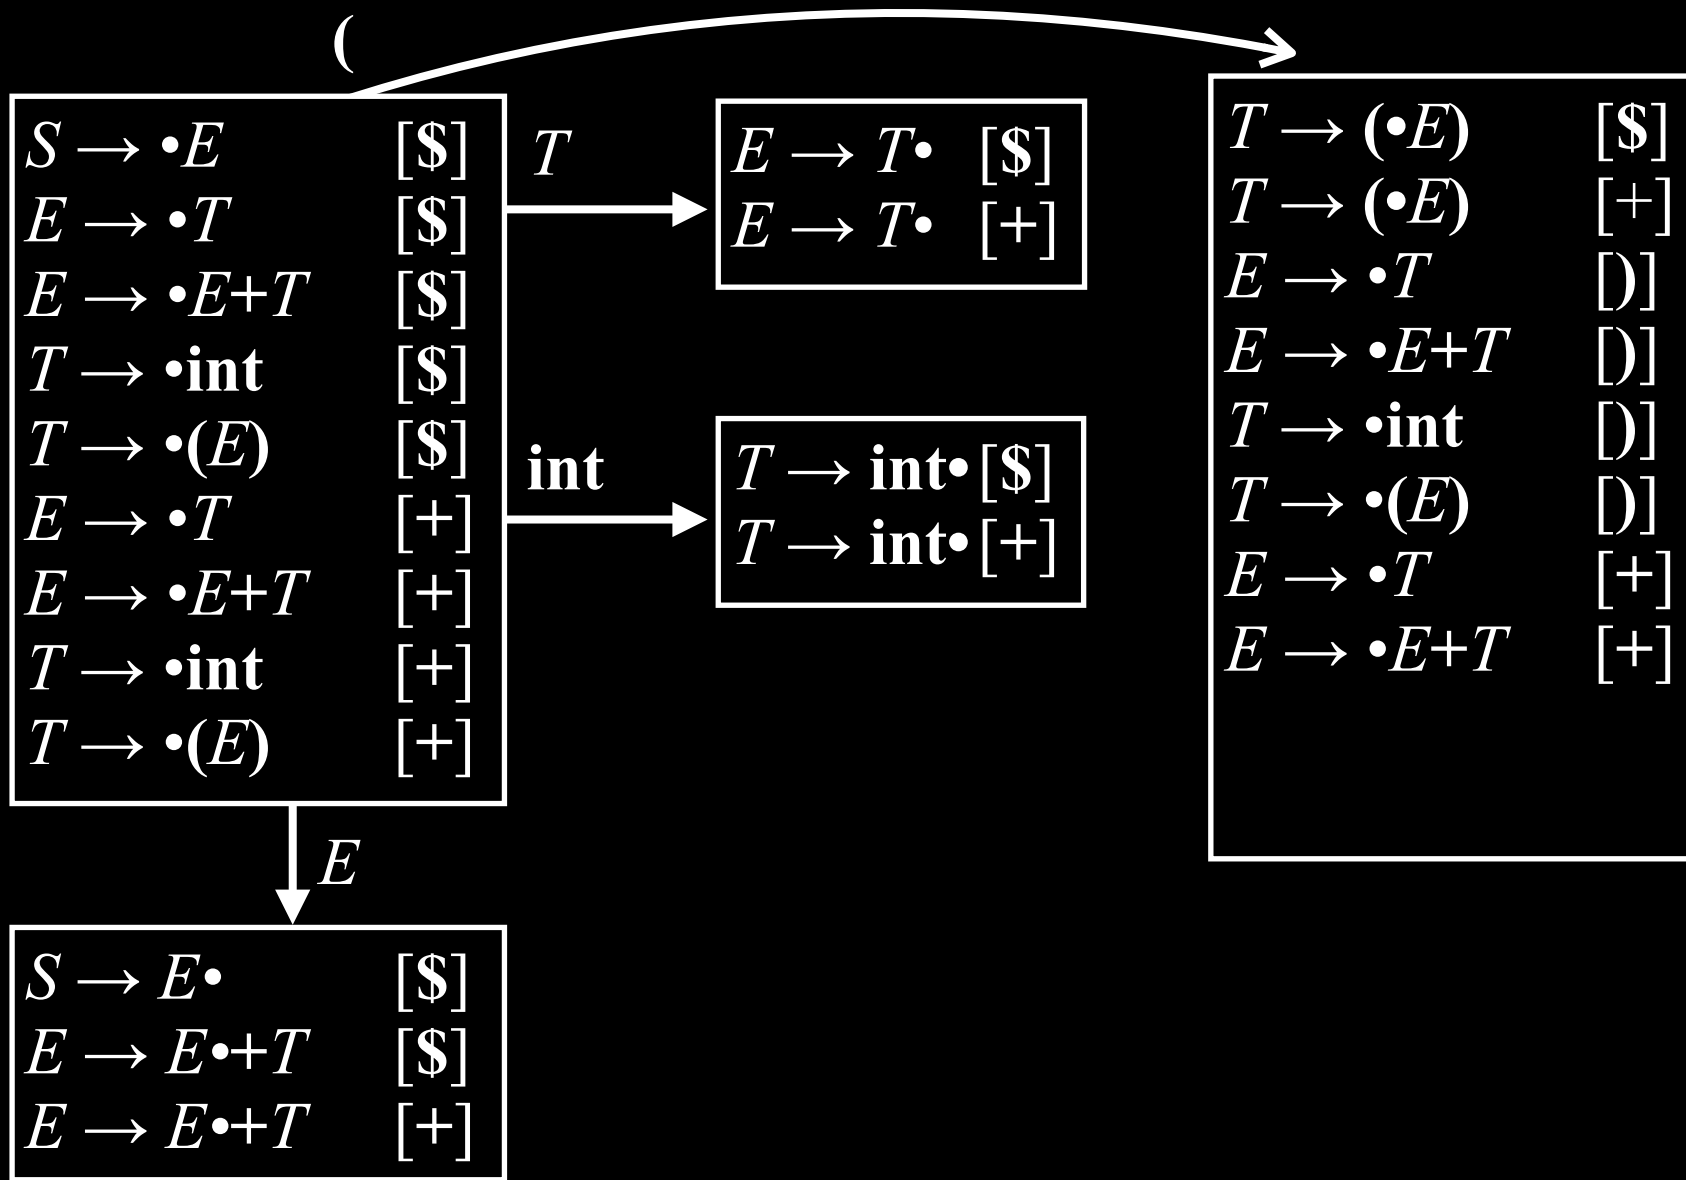 (
S → •E [$]
E → •T [$]
E → •E+T [$]
T → •int [$]
T → •(E) [$]
E → •T [+]
E → •E+T [+]
T → •int [+]
T → •(E) [+]
T
E → T• [$]
E → T• [+]
int
T → int• [$]
T → int• [+]
T → (•E) [$]
T → (•E) [+]
E → •T [)]
E → •E+T [)]
T → •int [)]
T → •(E) [)]
E → •T [+]
E → •E+T [+]
E
S → E• [$]
E → E•+T [$]
E → E•+T [+]